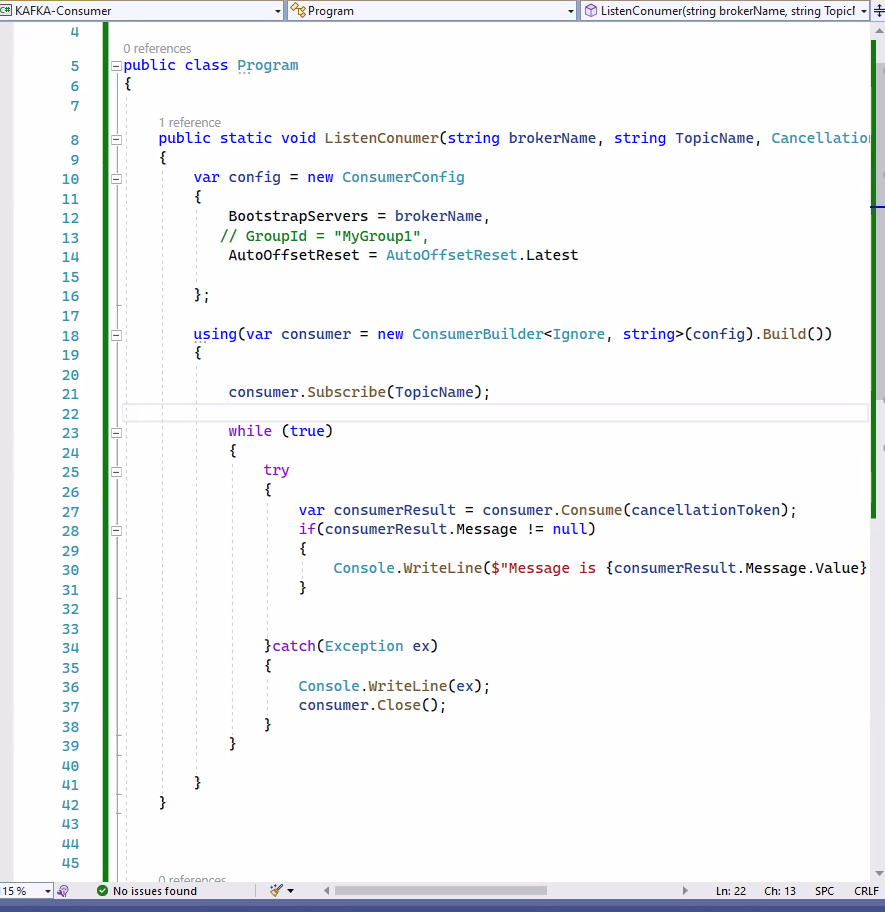 C# KAFKA-Consumer Program ListenConumer(string brokerName, string TopicN
4
0 references
5 public class Program
6 {
7
1 reference
8 public static void ListenConumer(string brokerName, string TopicName, Cancellation
9 {
10 var config = new ConsumerConfig
11 {
12 BootstrapServers = brokerName,
13 // GroupId = "MyGroup1",
14 AutoOffsetReset = AutoOffsetReset.Latest
15
16 };
17
18 using(var consumer = new ConsumerBuilder<Ignore, string>(config).Build())
19 {
20
21 consumer.Subscribe(TopicName);
22
23 while (true)
24 {
25 try
26 {
27 var consumerResult = consumer.Consume(cancellationToken);
28 if(consumerResult.Message != null)
29 {
30 Console.WriteLine($"Message is {consumerResult.Message.Value}
31 }
32
33
34 }catch(Exception ex)
35 {
36 Console.WriteLine(ex);
37 consumer.Close();
38 }
39 }
40
41 }
42 }
43
44
45
0 references
15 % No issues found Ln: 22 Ch: 13 SPC CRLF